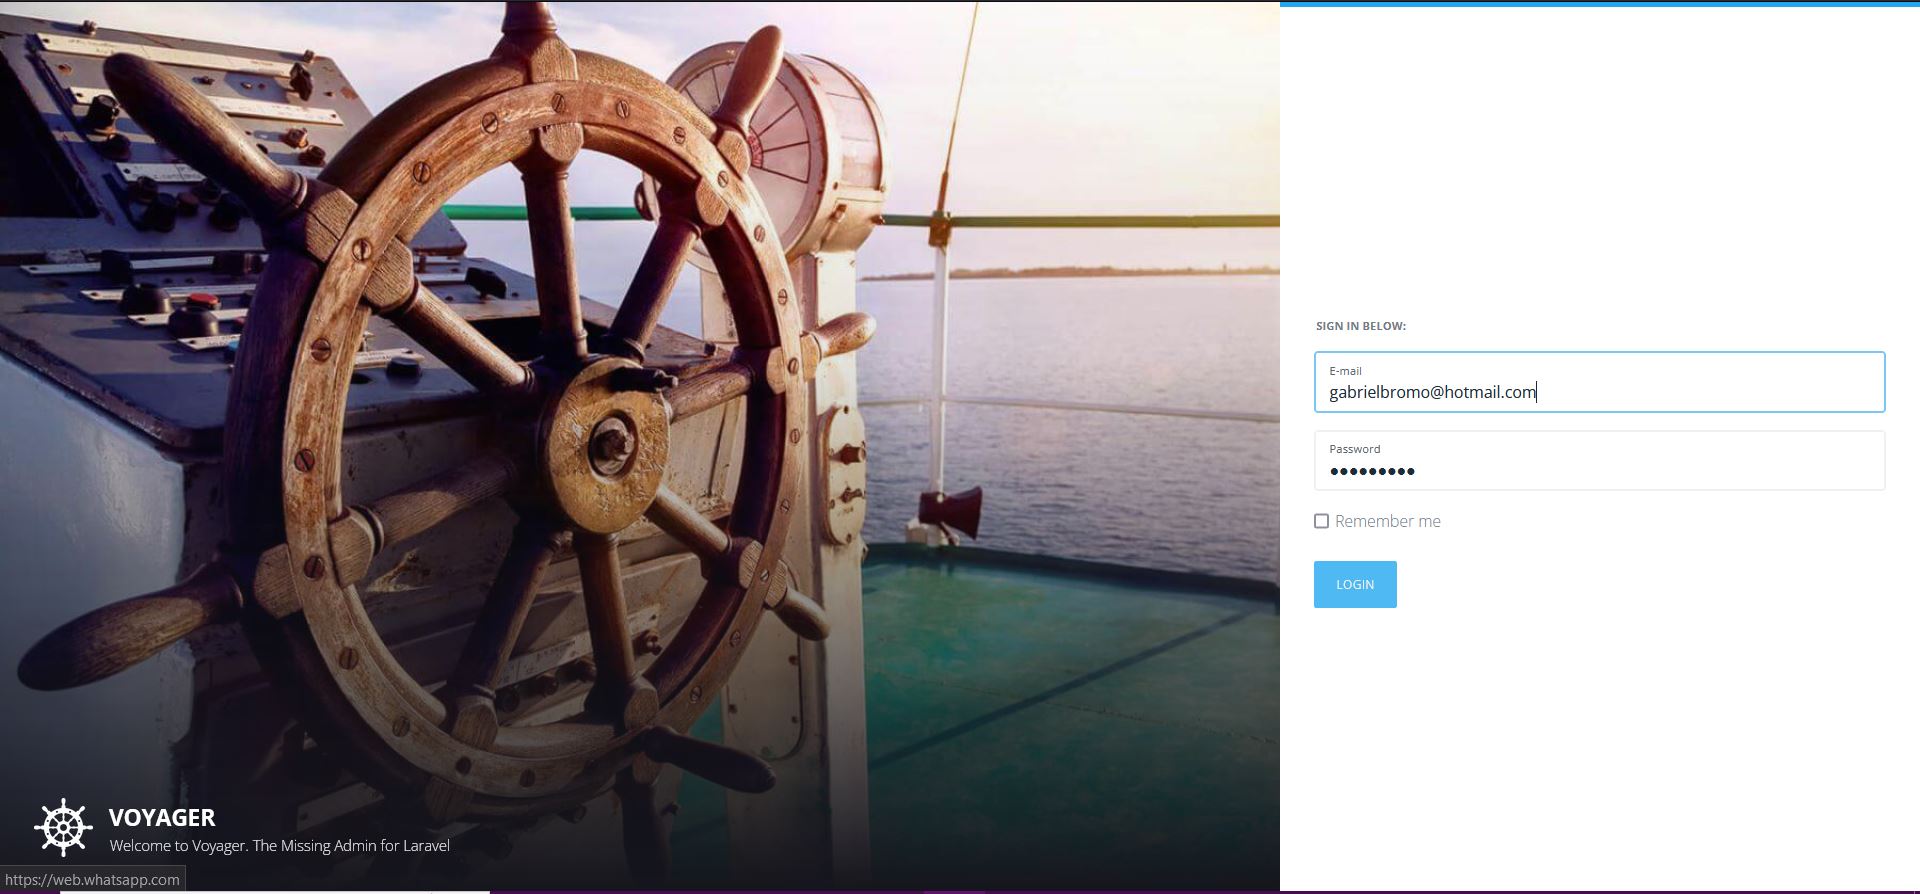 SIGN IN BELOW:
E-mail
gabrielbromo@hotmail.com
Password
•••••••••
Remember me
LOGIN
VOYAGER
Welcome to Voyager. The Missing Admin for Laravel
https://web.whatsapp.com